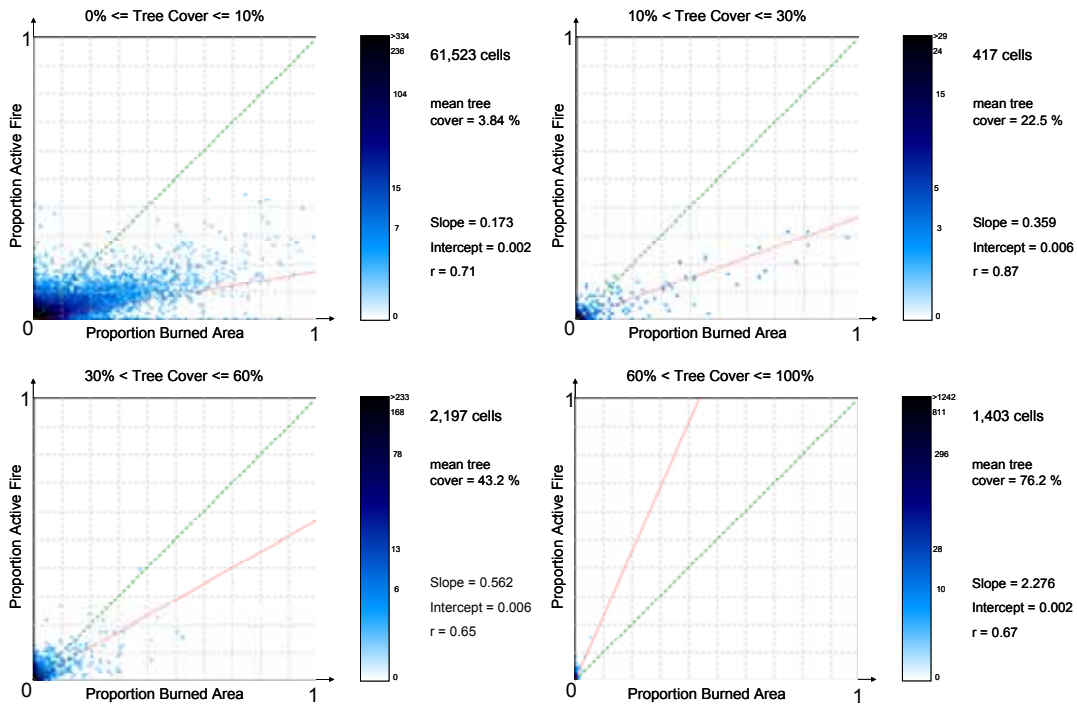 0% <= Tree Cover <= 10%
1
Proportion Active Fire
0
Proportion Burned Area
1
>334
236
104
15
7
0
61,523 cells
mean tree
cover = 3.84 %
Slope = 0.173
Intercept = 0.002
r = 0.71
10% < Tree Cover <= 30%
1
Proportion Active Fire
0
Proportion Burned Area
1
>29
24
15
5
3
0
417 cells
mean tree
cover = 22.5 %
Slope = 0.359
Intercept = 0.006
r = 0.87
30% < Tree Cover <= 60%
1
Proportion Active Fire
0
Proportion Burned Area
1
>233
168
78
13
6
0
2,197 cells
mean tree
cover = 43.2 %
Slope = 0.562
Intercept = 0.006
r = 0.65
60% < Tree Cover <= 100%
1
Proportion Active Fire
0
Proportion Burned Area
1
>1242
811
296
28
10
0
1,403 cells
mean tree
cover = 76.2 %
Slope = 2.276
Intercept = 0.002
r = 0.67